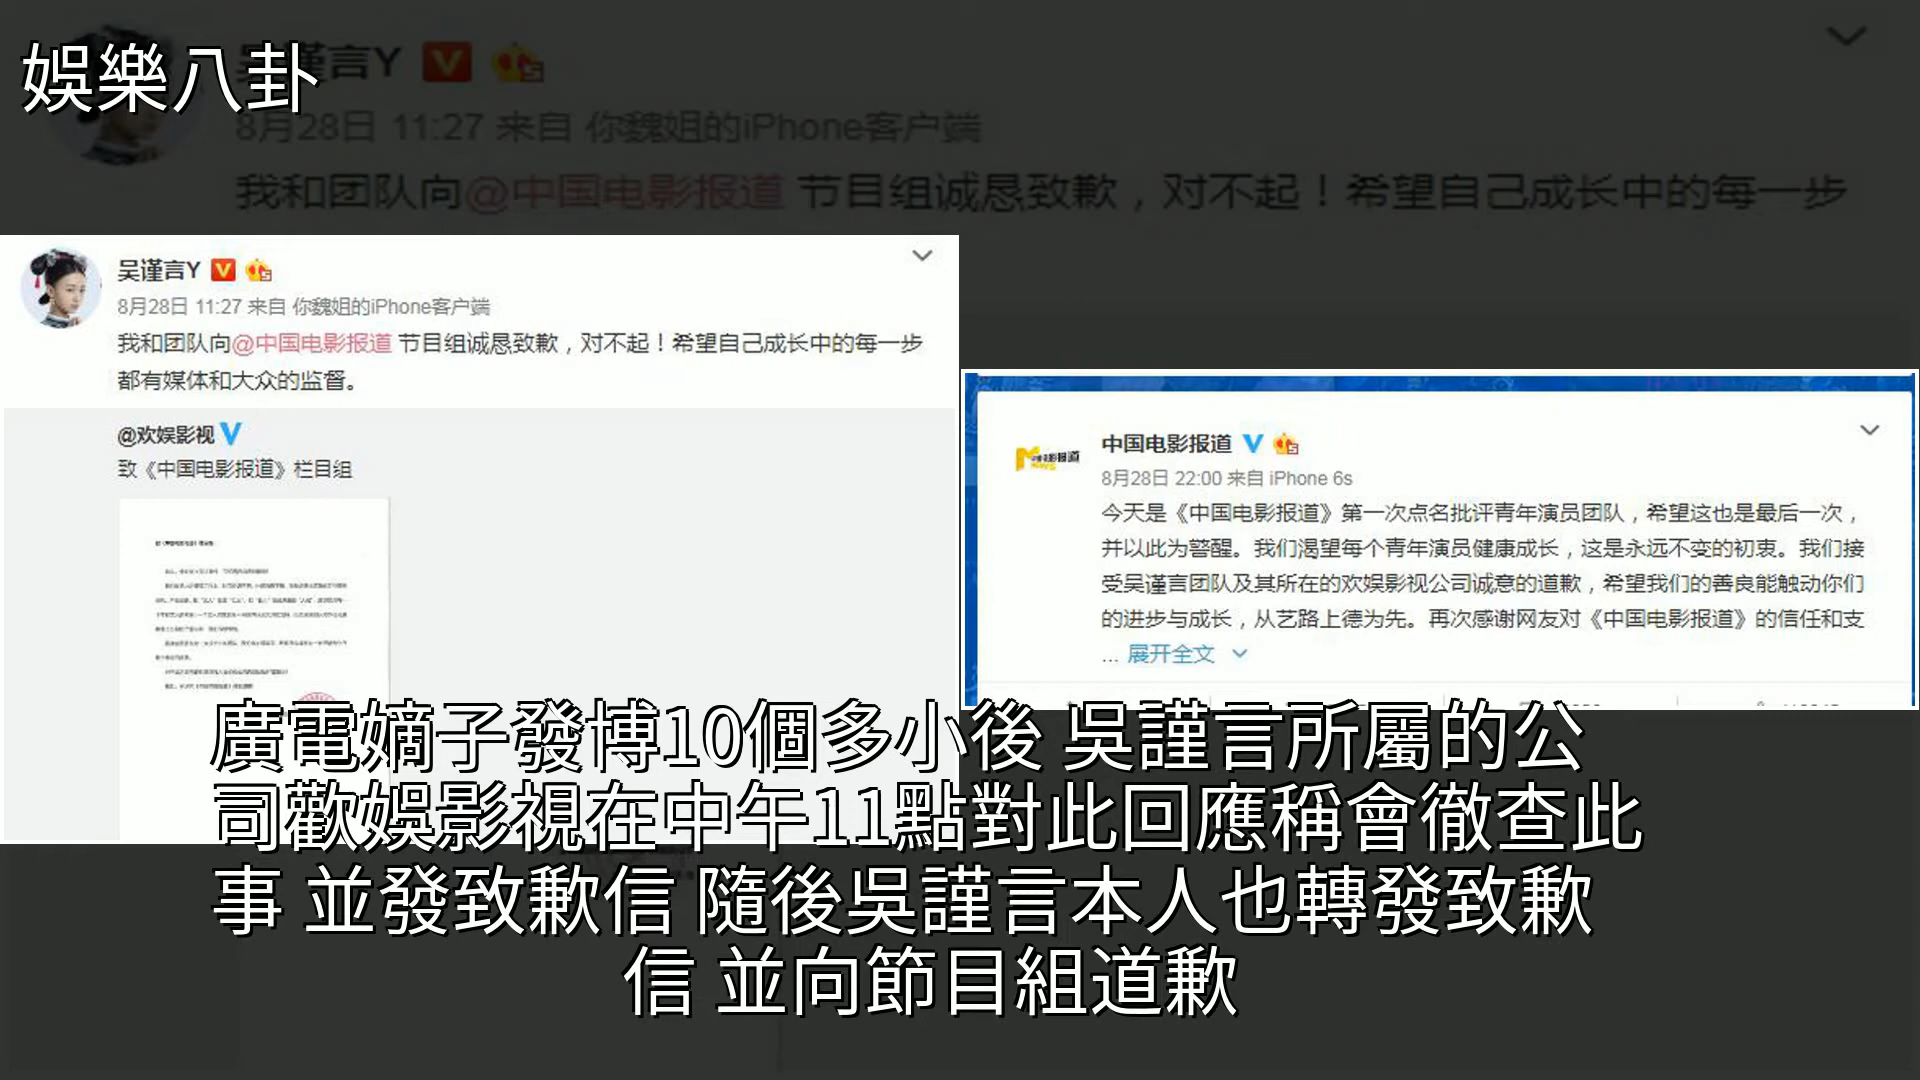 娛樂八卦
吴谨言Y
8月28日 11:27 来自 你魏姐的iPhone客户端
我和团队向@中国电影报道 节目组诚恳致歉，对不起！希望自己成长中的每一步
吴谨言Y
8月28日 11:27 来自 你魏姐的iPhone客户端
我和团队向@中国电影报道 节目组诚恳致歉，对不起！希望自己成长中的每一步
都有媒体和大众的监督。
@欢娱影视
致《中国电影报道》栏目组
中国电影报道
8月28日 22:00 来自 iPhone 6s
今天是《中国电影报道》第一次点名批评青年演员团队，希望这也是最后一次，
并以此为警醒。我们渴望每个青年演员健康成长，这是永远不变的初衷。我们接
受吴谨言团队及其所在的欢娱影视公司诚意的道歉，希望我们的善良能触动你们
的进步与成长，从艺路上德为先。再次感谢网友对《中国电影报道》的信任和支
... 展开全文
廣電嫡子發博10個多小後 吳謹言所屬的公
司歡娛影視在中午11點對此回應稱會徹查此
事 並發致歉信 隨後吳謹言本人也轉發致歉
信 並向節目組道歉